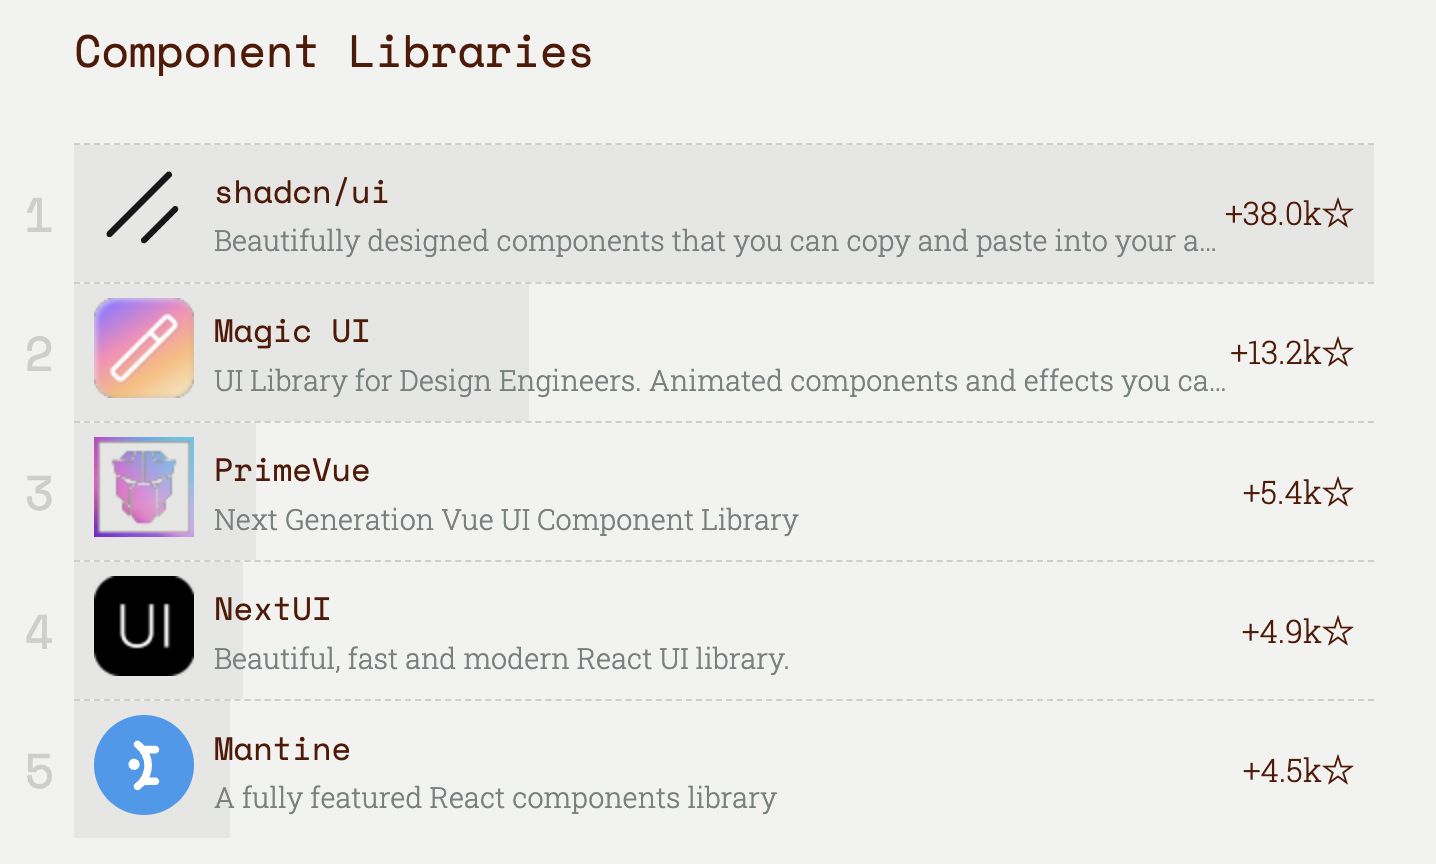 Component Libraries
1
shadcn/ui
Beautifully designed components that you can copy and paste into your a...
+38.0k☆
2
Magic UI
UI Library for Design Engineers. Animated components and effects you ca...
+13.2k☆
3
PrimeVue
Next Generation Vue UI Component Library
+5.4k☆
4
UI
NextUI
Beautiful, fast and modern React UI library.
+4.9k☆
5
Mantine
A fully featured React components library
+4.5k☆